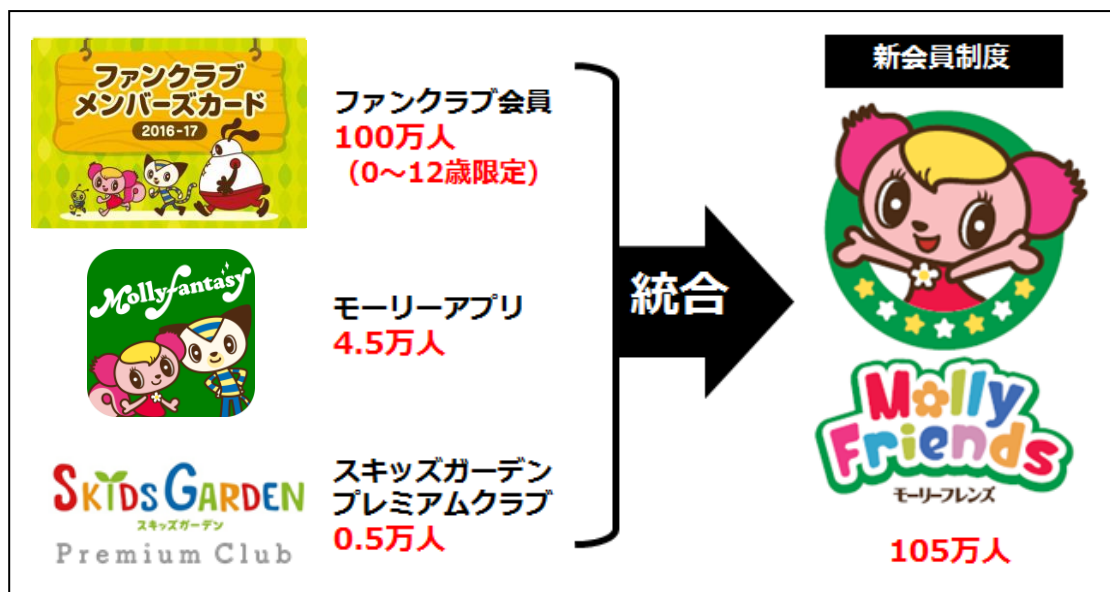 ファンクラブ
メンバーズカード
2016-17
ファンクラブ会員
100万人
(0～12歳限定)
Mollyfantasy
モーリーアプリ
4.5万人
SKIDS GARDEN
スキッズガーデン
Premium Club
スキッズガーデン
プレミアムクラブ
0.5万人
統合
新会員制度
Molly
Friends
モーリーフレンズ
105万人